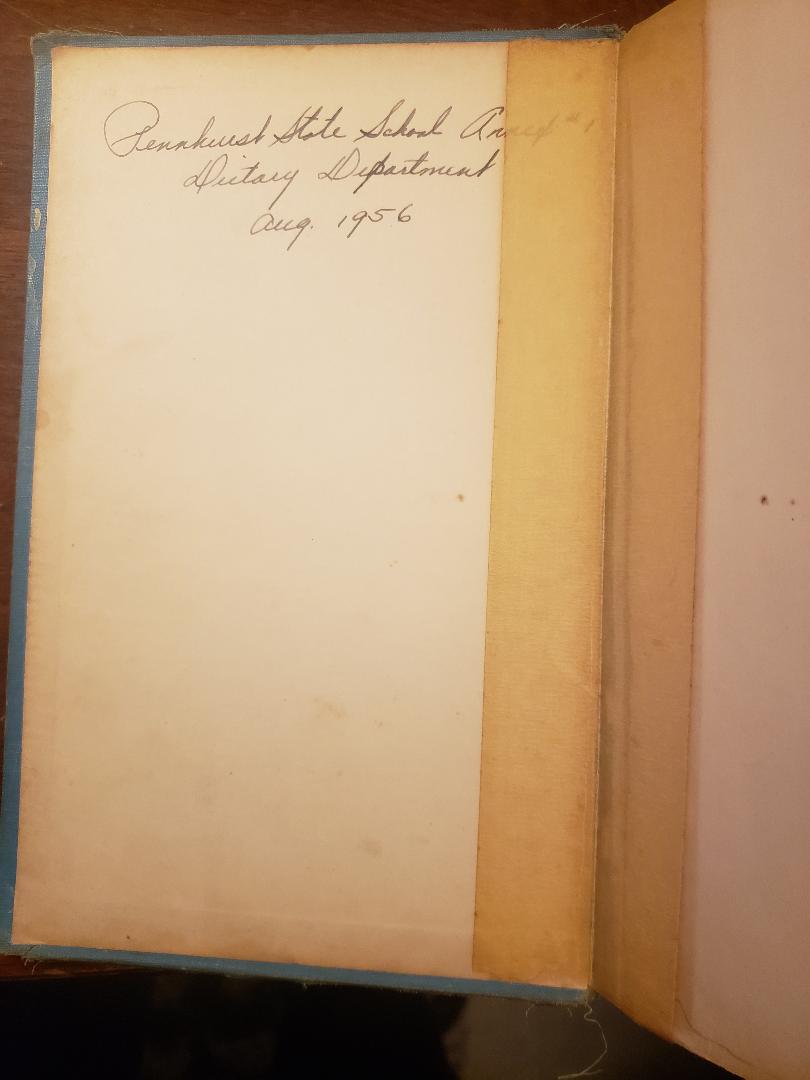 Pennhurst State School Annex #1
Dietary Department
Aug. 1956